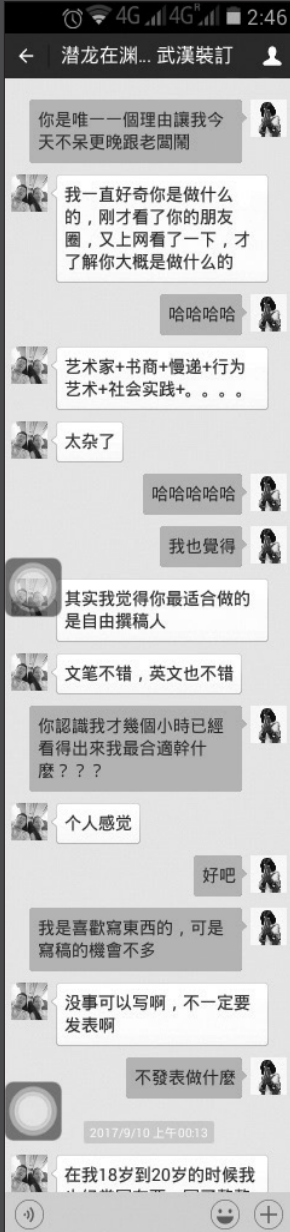 4G 4G R 2:46
潜龙在渊... 武漢裝訂
你是唯一一個理由讓我今
天不呆更晚跟老闆鬧
我一直好奇你是做什么
的，刚才看了你的朋友
圈，又上网看了一下，才
了解你大概是做什么的
哈哈哈哈
艺术家+书商+慢递+行为
艺术+社会实践+。。。。
太杂了
哈哈哈哈哈
我也覺得
其实我觉得你最适合做的
是自由撰稿人
文笔不错，英文也不错
你認識我才幾個小時已經
看得出來我最合適幹什
麼？？？
个人感觉
好吧
我是喜歡寫東西的，可是
寫稿的機會不多
没事可以写啊，不一定要
发表啊
不發表做什麼
2017/9/10 上午00:13
在我18岁到20岁的时候我